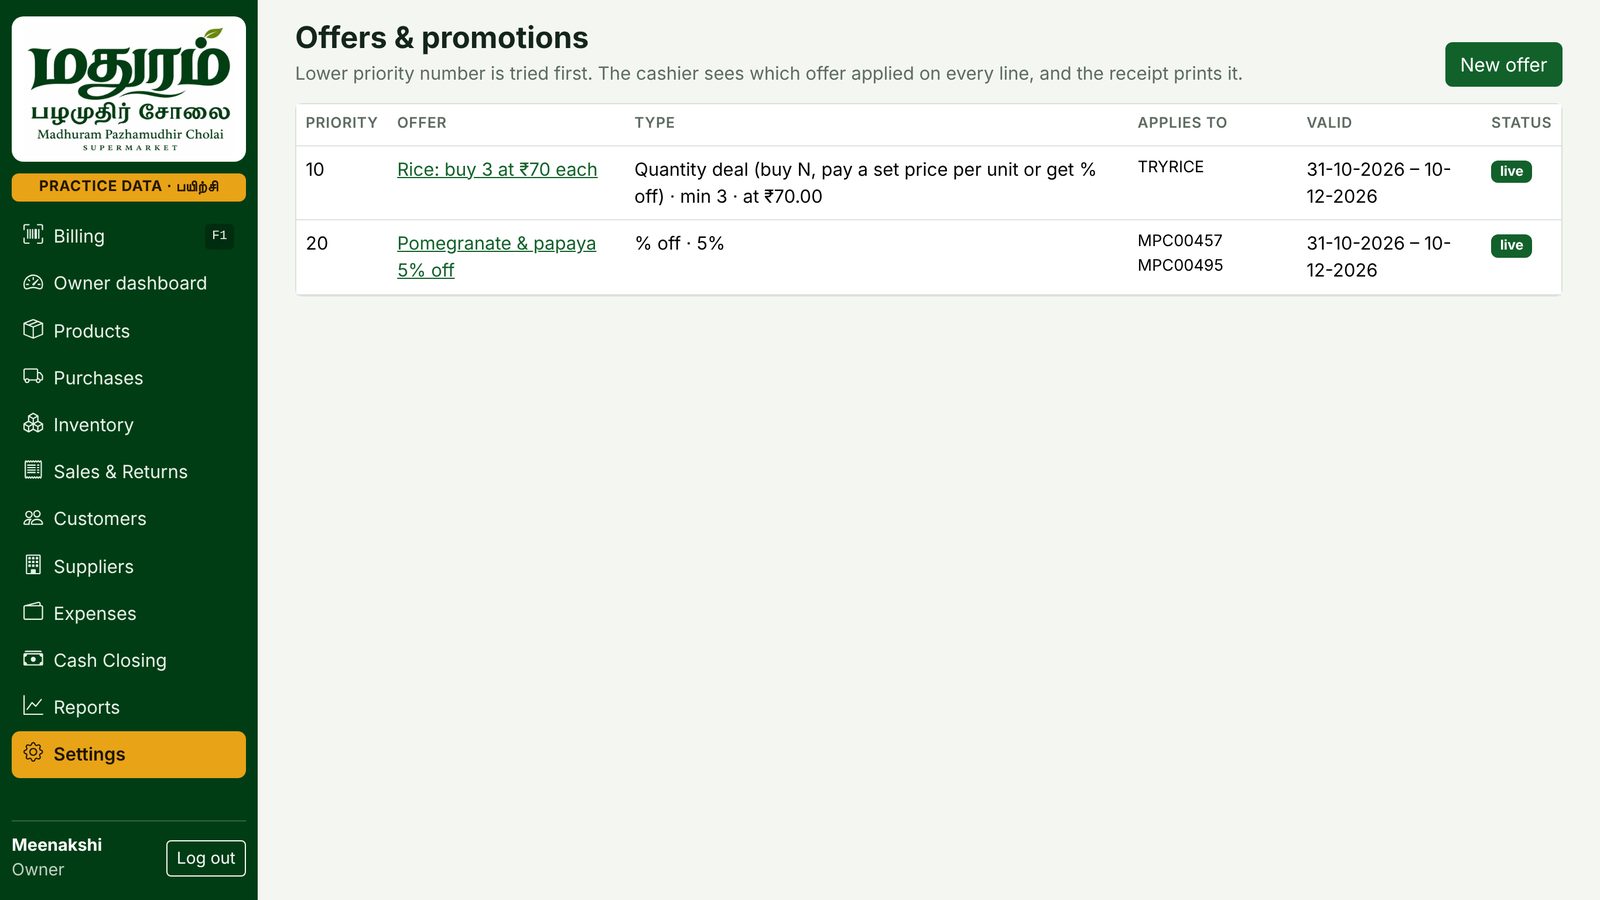 மதுரம்
பழமுதிர் சோலை
Madhuram Pazhamudhir Cholai
SUPERMARKET
PRACTICE DATA · பயிற்சி
Billing F1
Owner dashboard
Products
Purchases
Inventory
Sales & Returns
Customers
Suppliers
Expenses
Cash Closing
Reports
Settings
Meenakshi
Owner
Log out
Offers & promotions
Lower priority number is tried first. The cashier sees which offer applied on every line, and the receipt prints it.
New offer
PRIORITY OFFER TYPE APPLIES TO VALID STATUS
10 Rice: buy 3 at ₹70 each Quantity deal (buy N, pay a set price per unit or get % TRYRICE 31-10-2026 – 10- live
off) · min 3 · at ₹70.00 12-2026
20 Pomegranate & papaya % off · 5% MPC00457 31-10-2026 – 10- live
5% off MPC00495 12-2026